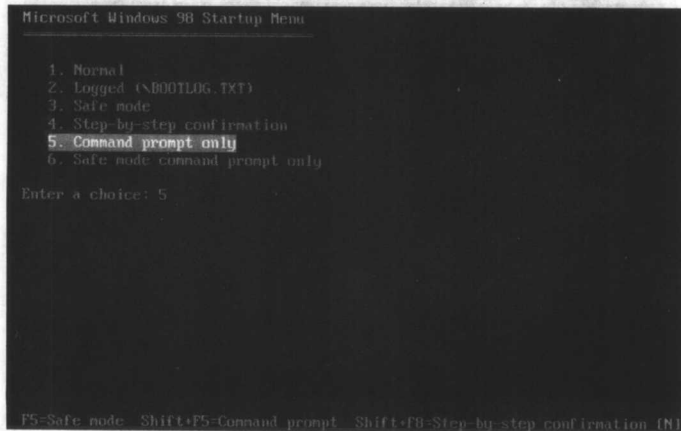 Microsoft Windows 98 Startup Menu
1. Normal
2. Logged (\BOOTLOG.TXT)
3. Safe mode
4. Step-by-step confirmation
5. Command prompt only
6. Safe mode command prompt only
Enter a choice: 5
F5=Safe mode Shift+F5=Command prompt Shift+F8=Step-by-step confirmation [N]